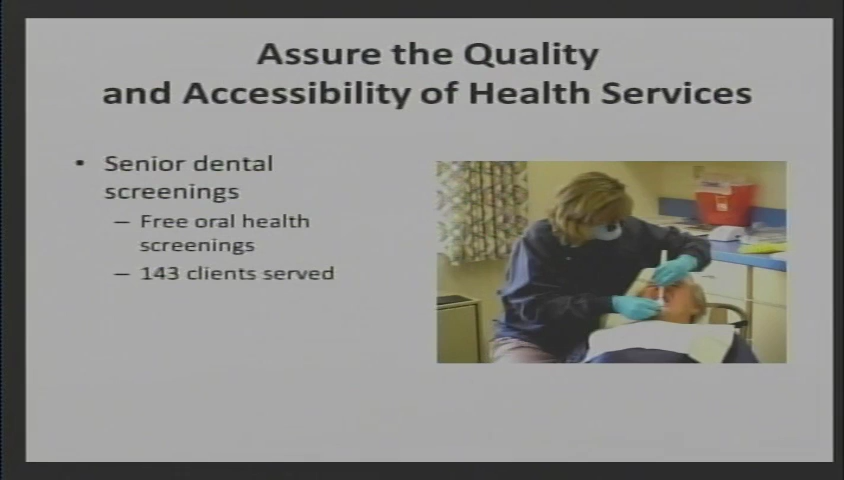 Assure the Quality
and Accessibility of Health Services
• Senior dental
screenings
– Free oral health
screenings
– 143 clients served